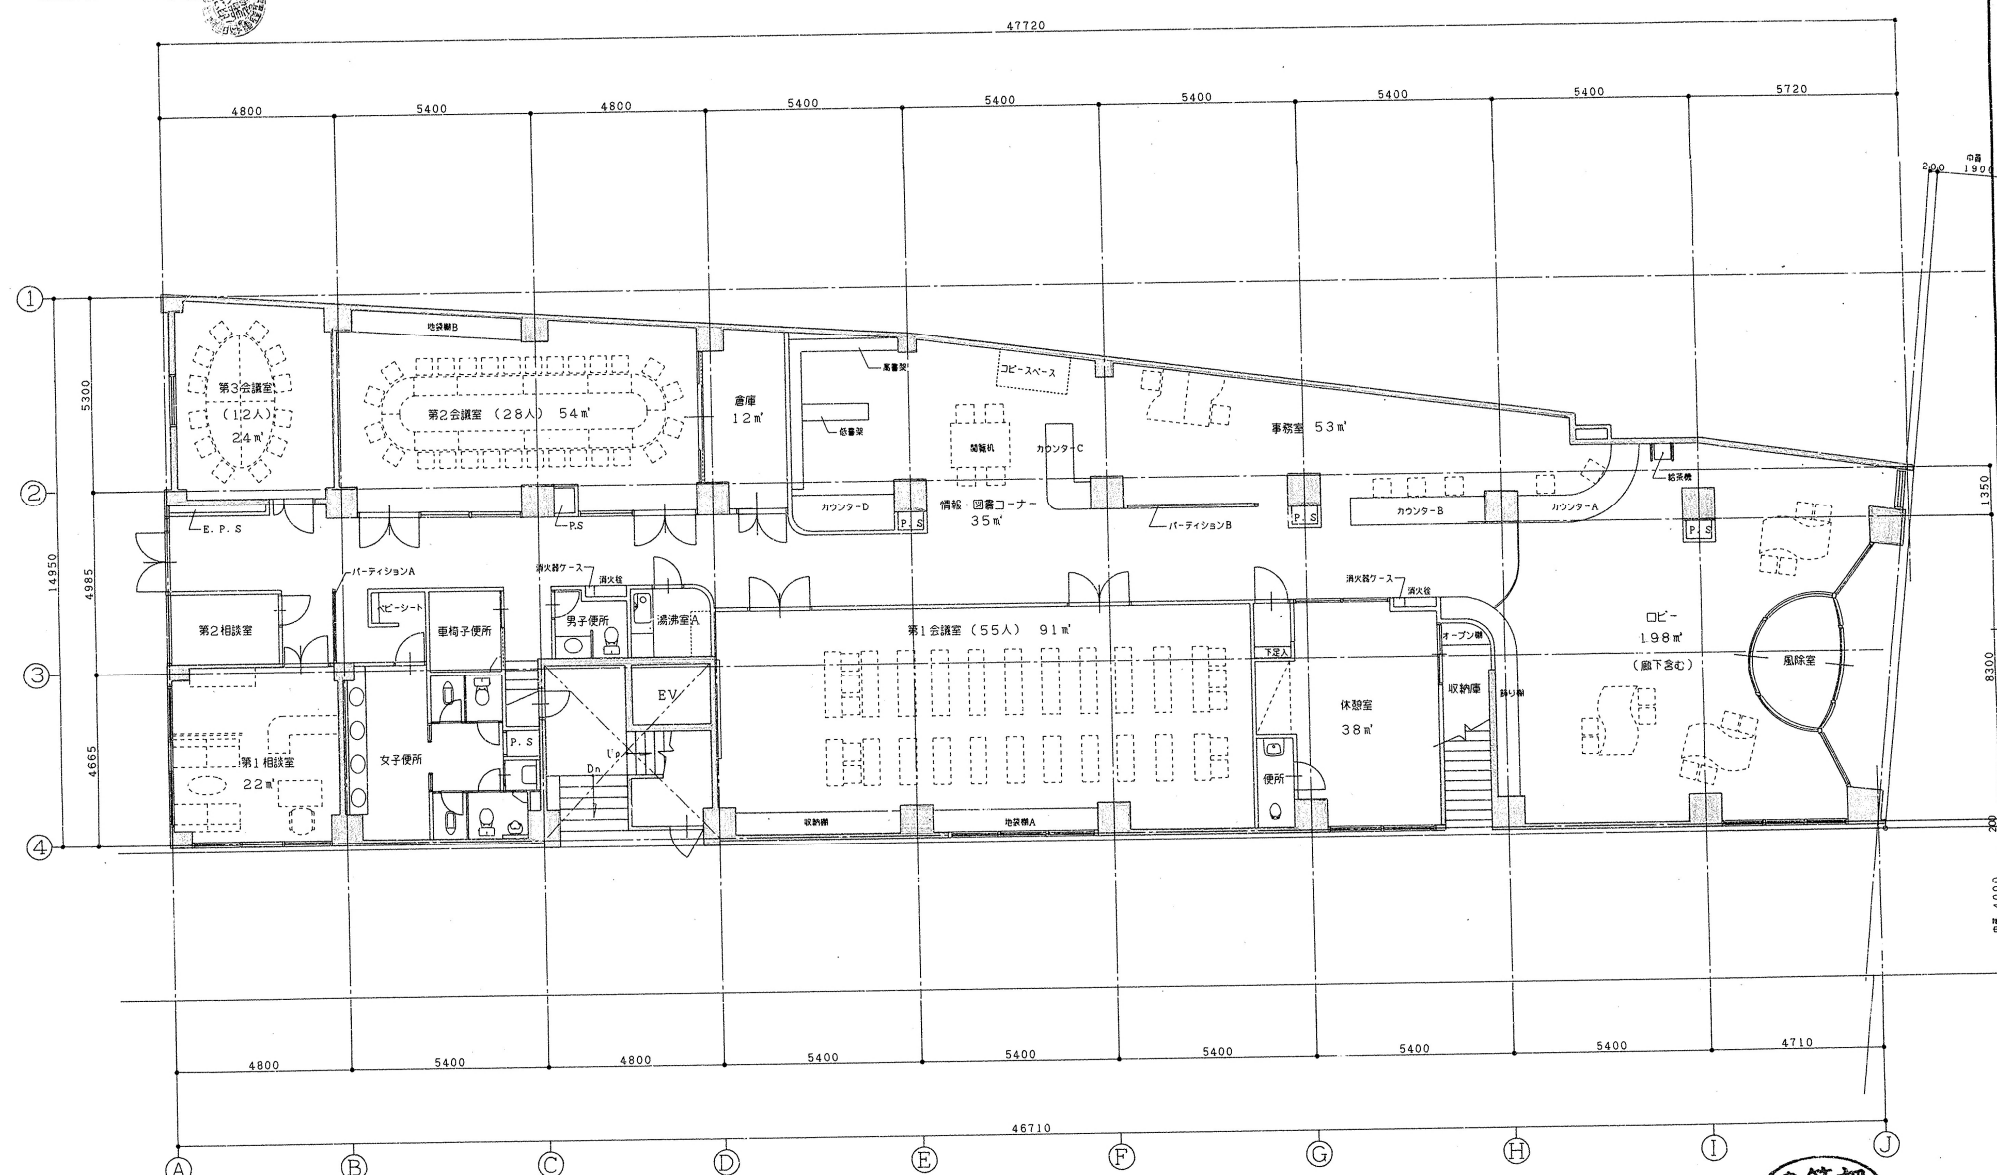 47720
4800
5400
4800
5400
5400
5400
5400
5400
5720
200
巾員
1900
1
2
3
4
14950
5300
4985
4665
1350
8300
200
地袋棚B
第3会議室
(12人)
24㎡
第2会議室 (28人) 54㎡
倉庫
12㎡
高書架
低書架
コピースペース
閲覧机
カウンターC
事務室 53㎡
カウンターD
情報・図書コーナー
35㎡
パーティションB
カウンターB
カウンターA
給茶機
E.P.S
P.S
P.S
P.S
P.S
パーティションA
消火器ケース
消火栓
消火器ケース
消火栓
第2相談室
ベビーシート
車椅子便所
男子便所
湯沸室A
第1会議室 (55人) 91㎡
下足入
オープン棚
収納庫
飾り棚
ロビー
198㎡
(廊下含む)
風除室
休憩室
38㎡
便所
EV
第1相談室
22㎡
女子便所
P.S
Up
Dn
収納棚
地袋棚A
4800
5400
4800
5400
5400
5400
5400
5400
4710
46710
A
B
C
D
E
F
G
H
I
J